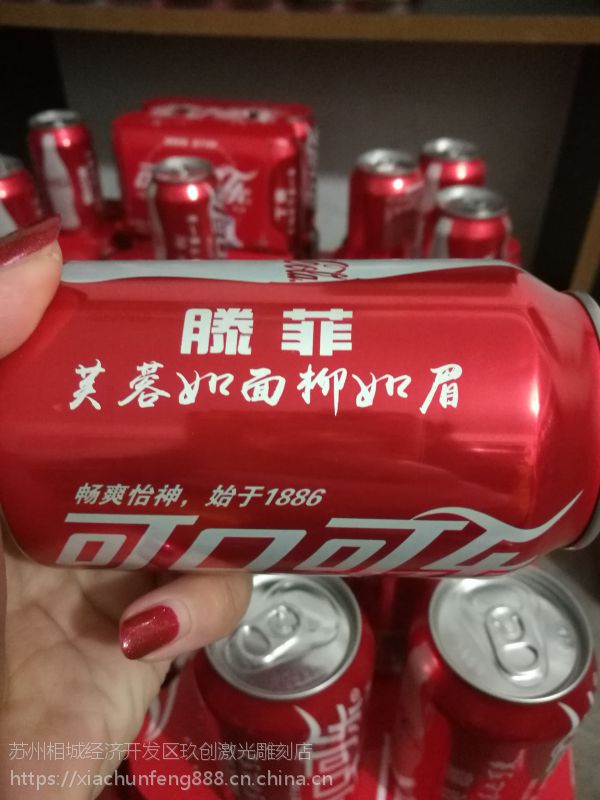 Cola
滕菲
芙蓉如面柳如眉
畅爽怡神，始于1886
可口可乐
苏州相城经济开发区玖创激光雕刻店
https://xiachunfeng888.cn.china.cn